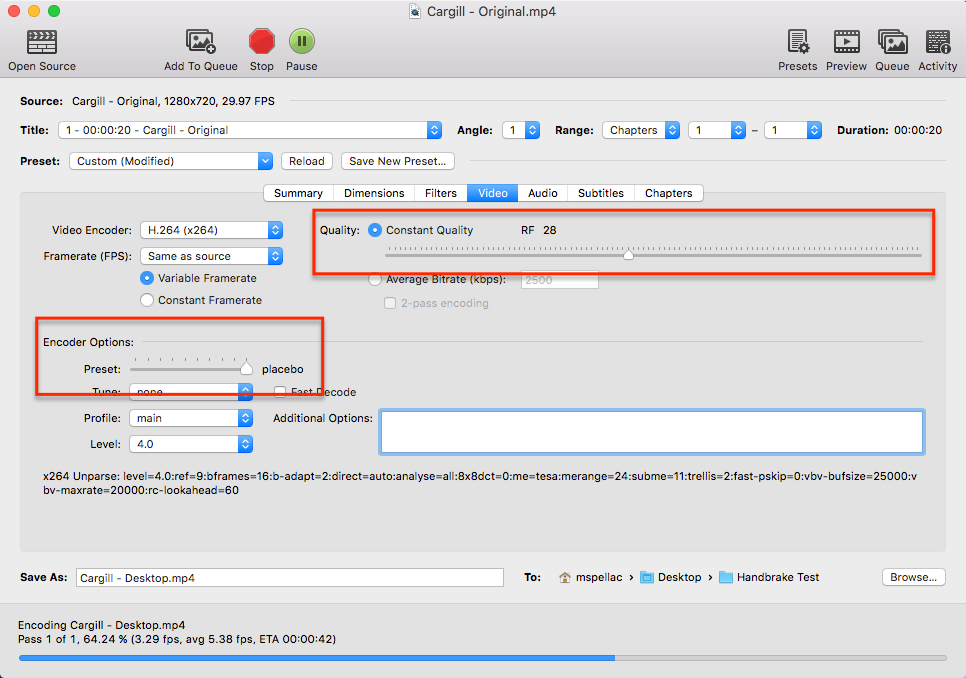 Cargill - Original.mp4
Open Source Add To Queue Stop Pause Presets Preview Queue Activity
Source: Cargill - Original, 1280x720, 29.97 FPS
Title: 1 - 00:00:20 - Cargill - Original Angle: 1 Range: Chapters 1 – 1 Duration: 00:00:20
Preset: Custom (Modified) Reload Save New Preset...
Summary Dimensions Filters Video Audio Subtitles Chapters
Video Encoder: H.264 (x264) Quality: Constant Quality RF 28
Framerate (FPS): Same as source
Variable Framerate Average Bitrate (kbps): 2500
Constant Framerate 2-pass encoding
Encoder Options:
Preset: placebo
Tune: none Fast Decode
Profile: main Additional Options:
Level: 4.0
x264 Unparse: level=4.0:ref=9:bframes=16:b-adapt=2:direct=auto:analyse=all:8x8dct=0:me=tesa:merange=24:subme=11:trellis=2:fast-pskip=0:vbv-bufsize=25000:v
bv-maxrate=20000:rc-lookahead=60
Save As: Cargill - Desktop.mp4 To: mspellac › Desktop › Handbrake Test Browse...
Encoding Cargill - Desktop.mp4
Pass 1 of 1, 64.24 % (3.29 fps, avg 5.38 fps, ETA 00:00:42)